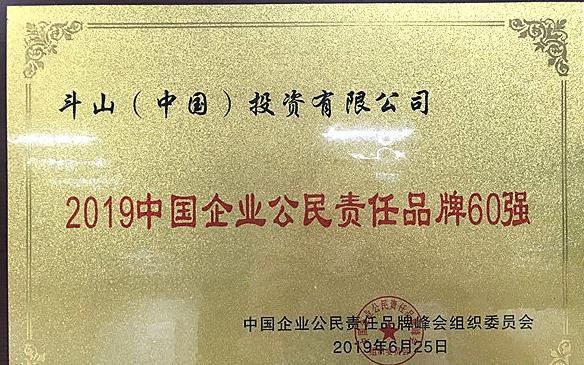 斗山（中国）投资有限公司
2019中国企业公民责任品牌60强
中国企业公民责任品牌峰会组织委员会
2019年6月25日